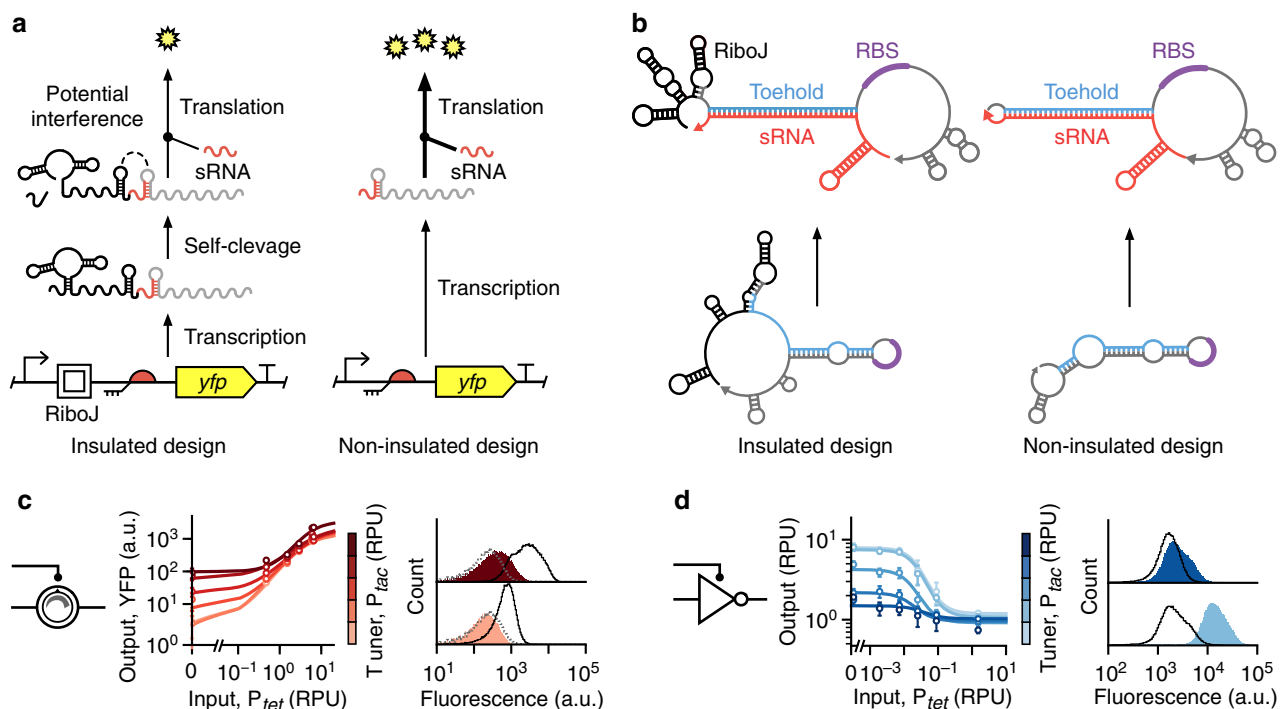 a
Potential
interference
Translation
sRNA
Self-clevage
Transcription
yfp
RiboJ
Insulated design
Translation
sRNA
Transcription
yfp
Non-insulated design
b
RiboJ
Toehold
sRNA
RBS
Toehold
sRNA
RBS
Insulated design
Non-insulated design
c
Output, YFP (a.u.)
10³
10²
10¹
10⁰
0
10⁻¹
10⁰
10¹
Input, Ptet (RPU)
Tuner, Ptac (RPU)
Count
10¹
10³
10⁵
Fluorescence (a.u.)
d
Output (RPU)
10¹
10⁰
0
10⁻³
10⁻¹
10¹
Input, Ptet (RPU)
Tuner, Ptac (RPU)
Count
10²
10³
10⁴
10⁵
Fluorescence (a.u.)